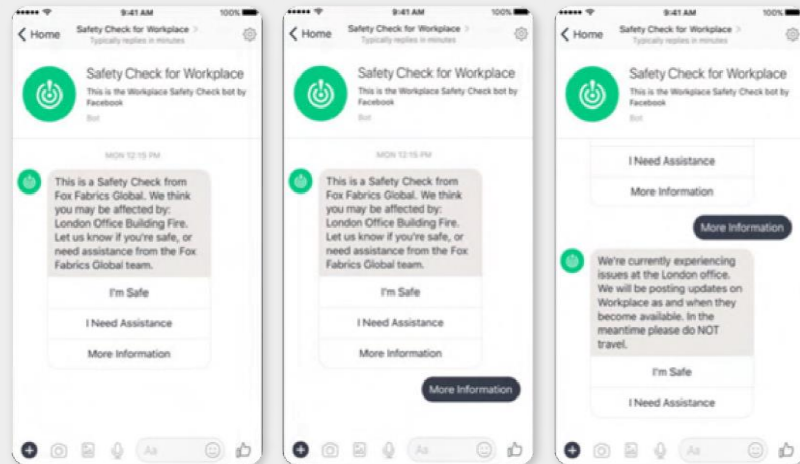 9:41 AM
100%
Home
Safety Check for Workplace
Typically replies in minutes
Safety Check for Workplace
This is the Workplace Safety Check bot by
Facebook
Bot
MON 12:15 PM
This is a Safety Check from
Fox Fabrics Global. We think
you may be affected by:
London Office Building Fire.
Let us know if you're safe, or
need assistance from the Fox
Fabrics Global team.
I'm Safe
I Need Assistance
More Information
Aa
9:41 AM
100%
Home
Safety Check for Workplace
Typically replies in minutes
Safety Check for Workplace
This is the Workplace Safety Check bot by
Facebook
Bot
MON 12:15 PM
This is a Safety Check from
Fox Fabrics Global. We think
you may be affected by:
London Office Building Fire.
Let us know if you're safe, or
need assistance from the Fox
Fabrics Global team.
I'm Safe
I Need Assistance
More Information
More Information
Aa
9:41 AM
100%
Home
Safety Check for Workplace
Typically replies in minutes
Safety Check for Workplace
This is the Workplace Safety Check bot by
Facebook
Bot
I Need Assistance
More Information
More Information
We're currently experiencing
issues at the London office.
We will be posting updates on
Workplace as and when they
become available. In the
meantime please do NOT
travel.
I'm Safe
I Need Assistance
Aa